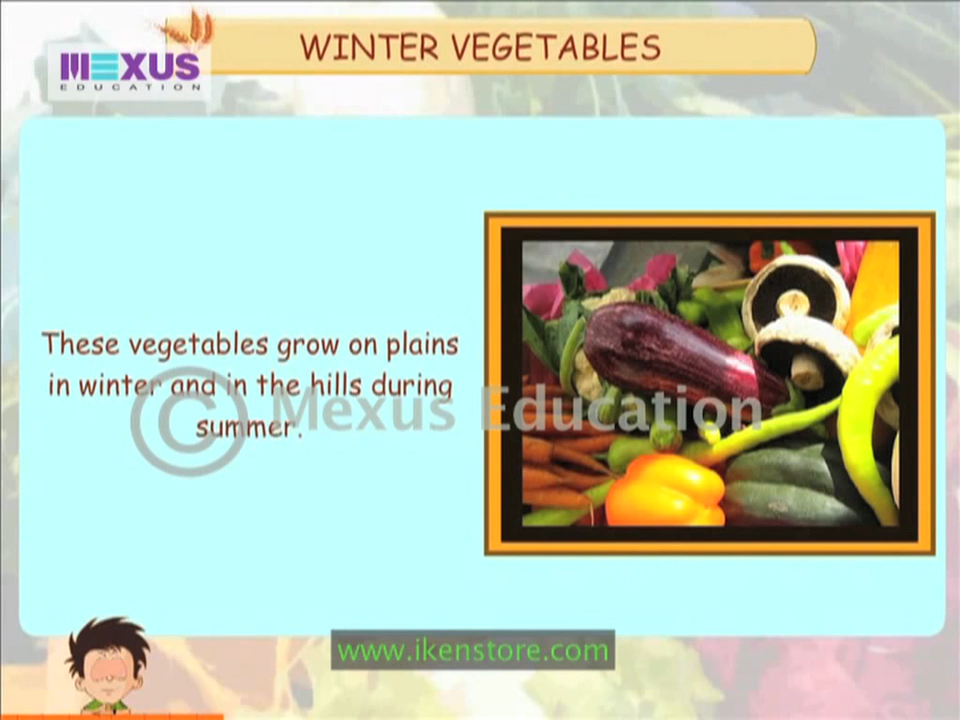 WINTER VEGETABLES
MEXUS
EDUCATION
These vegetables grow on plains
in winter and in the hills during
summer.
© Mexus Education
www.ikenstore.com